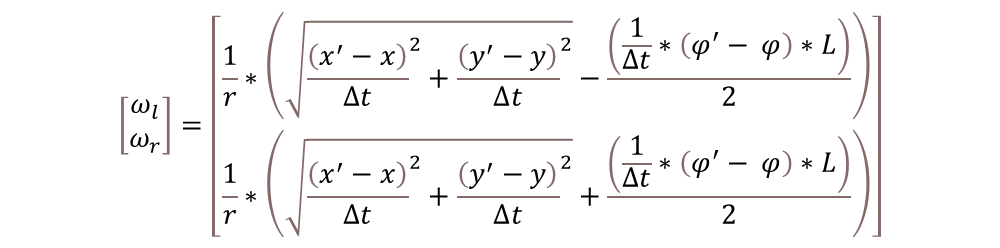 [ω_l; ω_r] = [1/r * (√((x′ − x)²/Δt + (y′ − y)²/Δt) − (1/Δt * (φ′ − φ) * L)/2);
1/r * (√((x′ − x)²/Δt + (y′ − y)²/Δt) + (1/Δt * (φ′ − φ) * L)/2)]